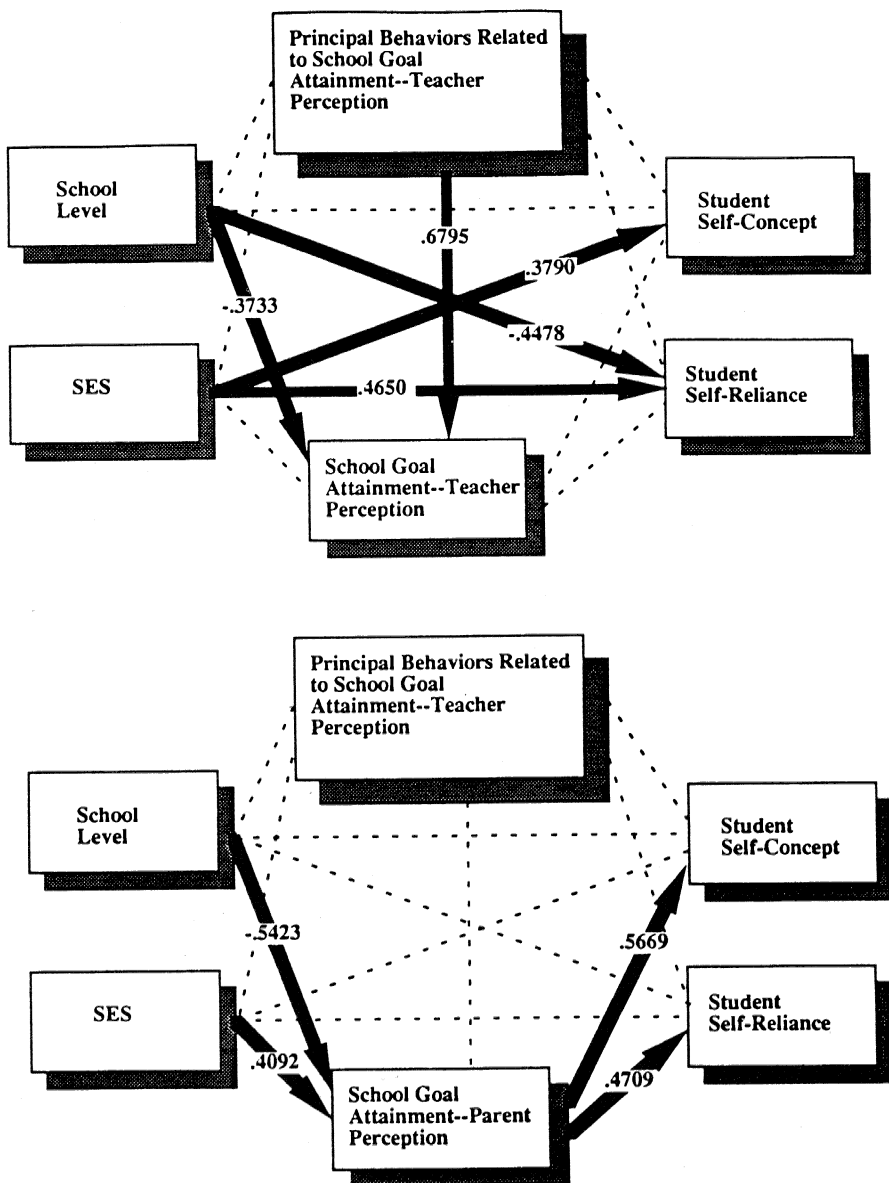 Principal Behaviors Related
to School Goal
Attainment--Teacher
Perception
School
Level
Student
Self-Concept
.6795
.3790
-.3733
-.4478
SES
.4650
Student
Self-Reliance
School Goal
Attainment--Teacher
Perception
Principal Behaviors Related
to School Goal
Attainment--Teacher
Perception
School
Level
Student
Self-Concept
-.5423
.5669
SES
Student
Self-Reliance
.4092
.4709
School Goal
Attainment--Parent
Perception